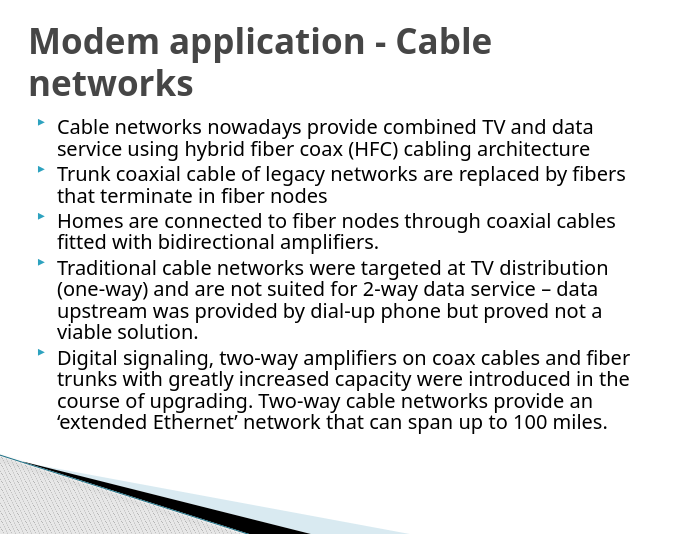 Modem application - Cable
networks
Cable networks nowadays provide combined TV and data
service using hybrid fiber coax (HFC) cabling architecture
Trunk coaxial cable of legacy networks are replaced by fibers
that terminate in fiber nodes
Homes are connected to fiber nodes through coaxial cables
fitted with bidirectional amplifiers.
Traditional cable networks were targeted at TV distribution
(one-way) and are not suited for 2-way data service – data
upstream was provided by dial-up phone but proved not a
viable solution.
Digital signaling, two-way amplifiers on coax cables and fiber
trunks with greatly increased capacity were introduced in the
course of upgrading. Two-way cable networks provide an
‘extended Ethernet’ network that can span up to 100 miles.